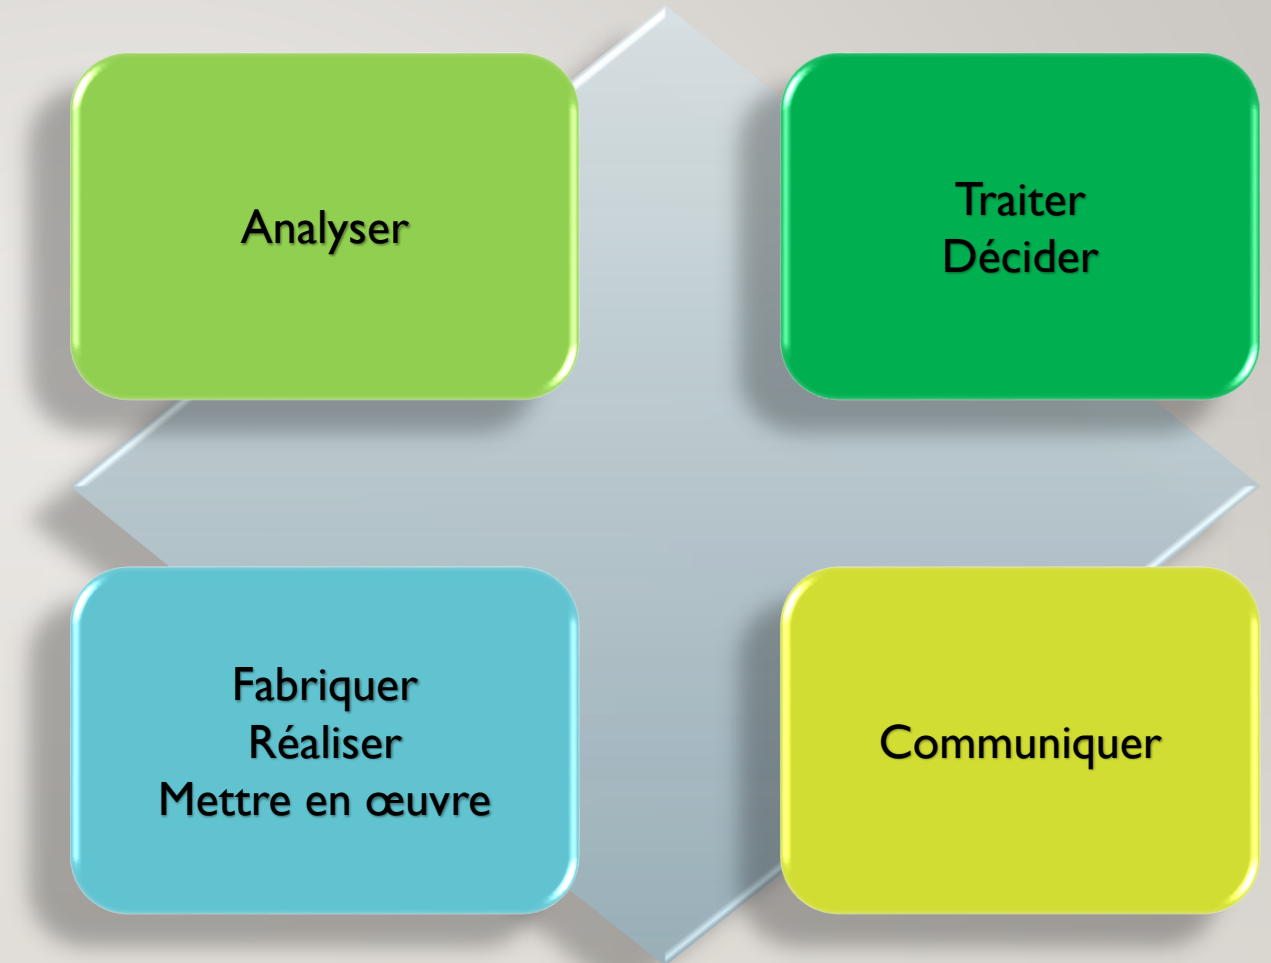 Analyser
Traiter
Décider
Fabriquer
Réaliser
Mettre en œuvre
Communiquer